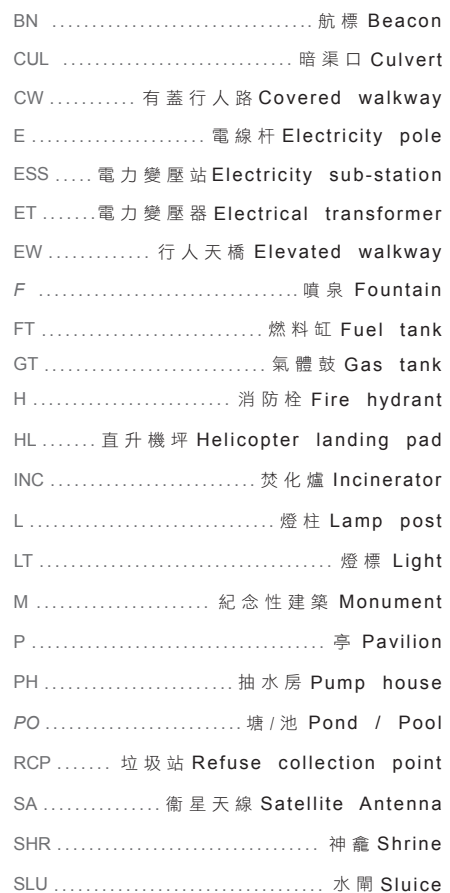 BN ................................ 航標 Beacon
CUL ............................ 暗渠口 Culvert
CW ........... 有蓋行人路 Covered walkway
E ..................... 電線杆 Electricity pole
ESS ..... 電力變壓站 Electricity sub-station
ET ....... 電力變壓器 Electrical transformer
EW ............. 行人天橋 Elevated walkway
F ................................ 噴泉 Fountain
FT ........................... 燃料缸 Fuel tank
GT ........................... 氣體鼓 Gas tank
H ........................ 消防栓 Fire hydrant
HL ....... 直升機坪 Helicopter landing pad
INC ........................ 焚化爐 Incinerator
L ................................. 燈柱 Lamp post
LT ..................................... 燈標 Light
M ..................... 紀念性建築 Monument
P .................................... 亭 Pavilion
PH ....................... 抽水房 Pump house
PO ........................ 塘/池 Pond / Pool
RCP ....... 垃圾站 Refuse collection point
SA .............. 衞星天線 Satellite Antenna
SHR ................................ 神龕 Shrine
SLU ................................. 水閘 Sluice